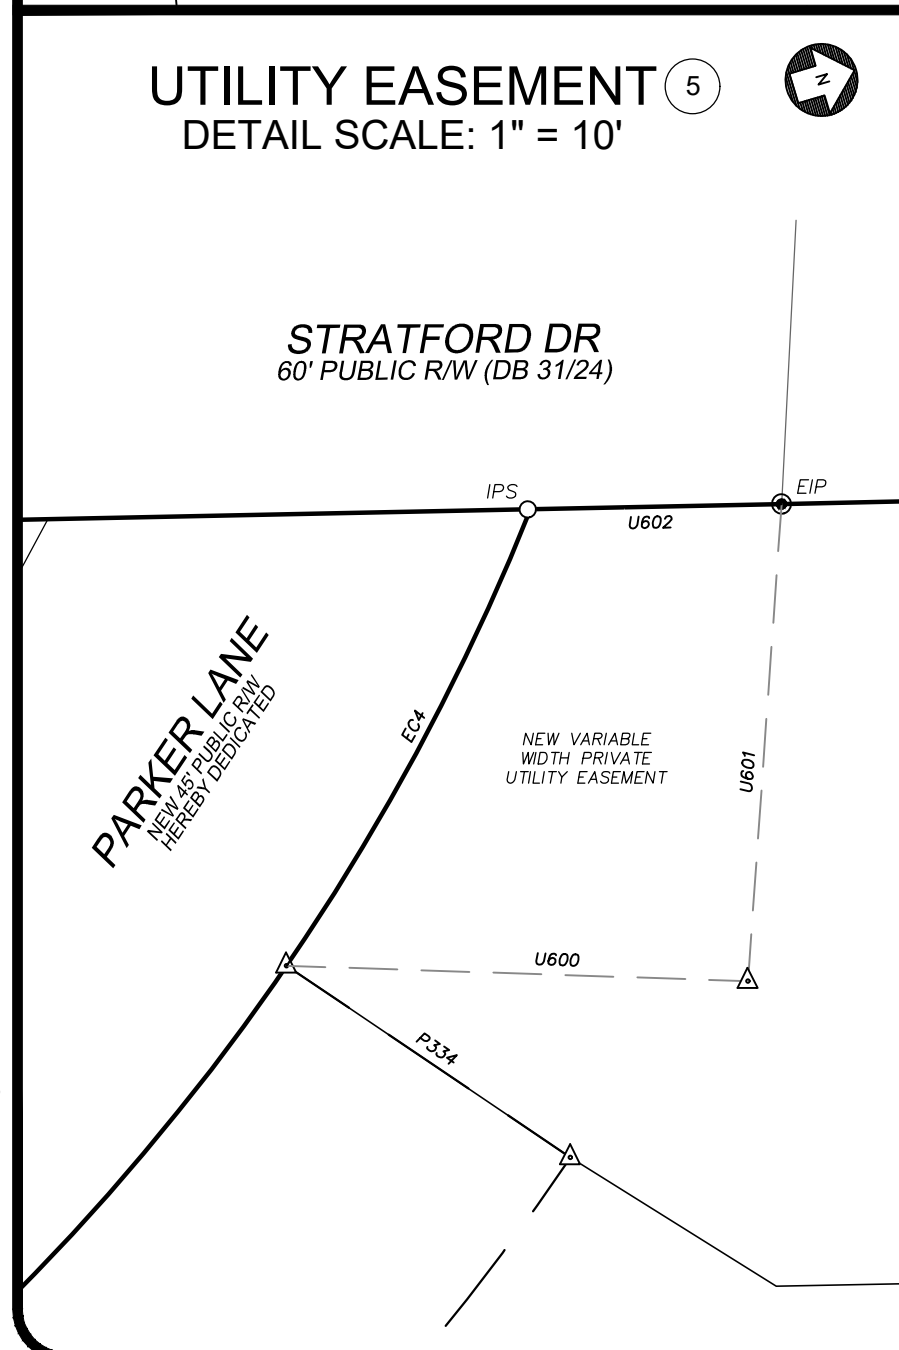 UTILITY EASEMENT 5
N
DETAIL SCALE: 1" = 10'
STRATFORD DR
60' PUBLIC R/W (DB 31/24)
IPS
EIP
U602
PARKER LANE
NEW 45' PUBLIC R/W
HEREBY DEDICATED
EC4
NEW VARIABLE
WIDTH PRIVATE
UTILITY EASEMENT
U601
U600
P334